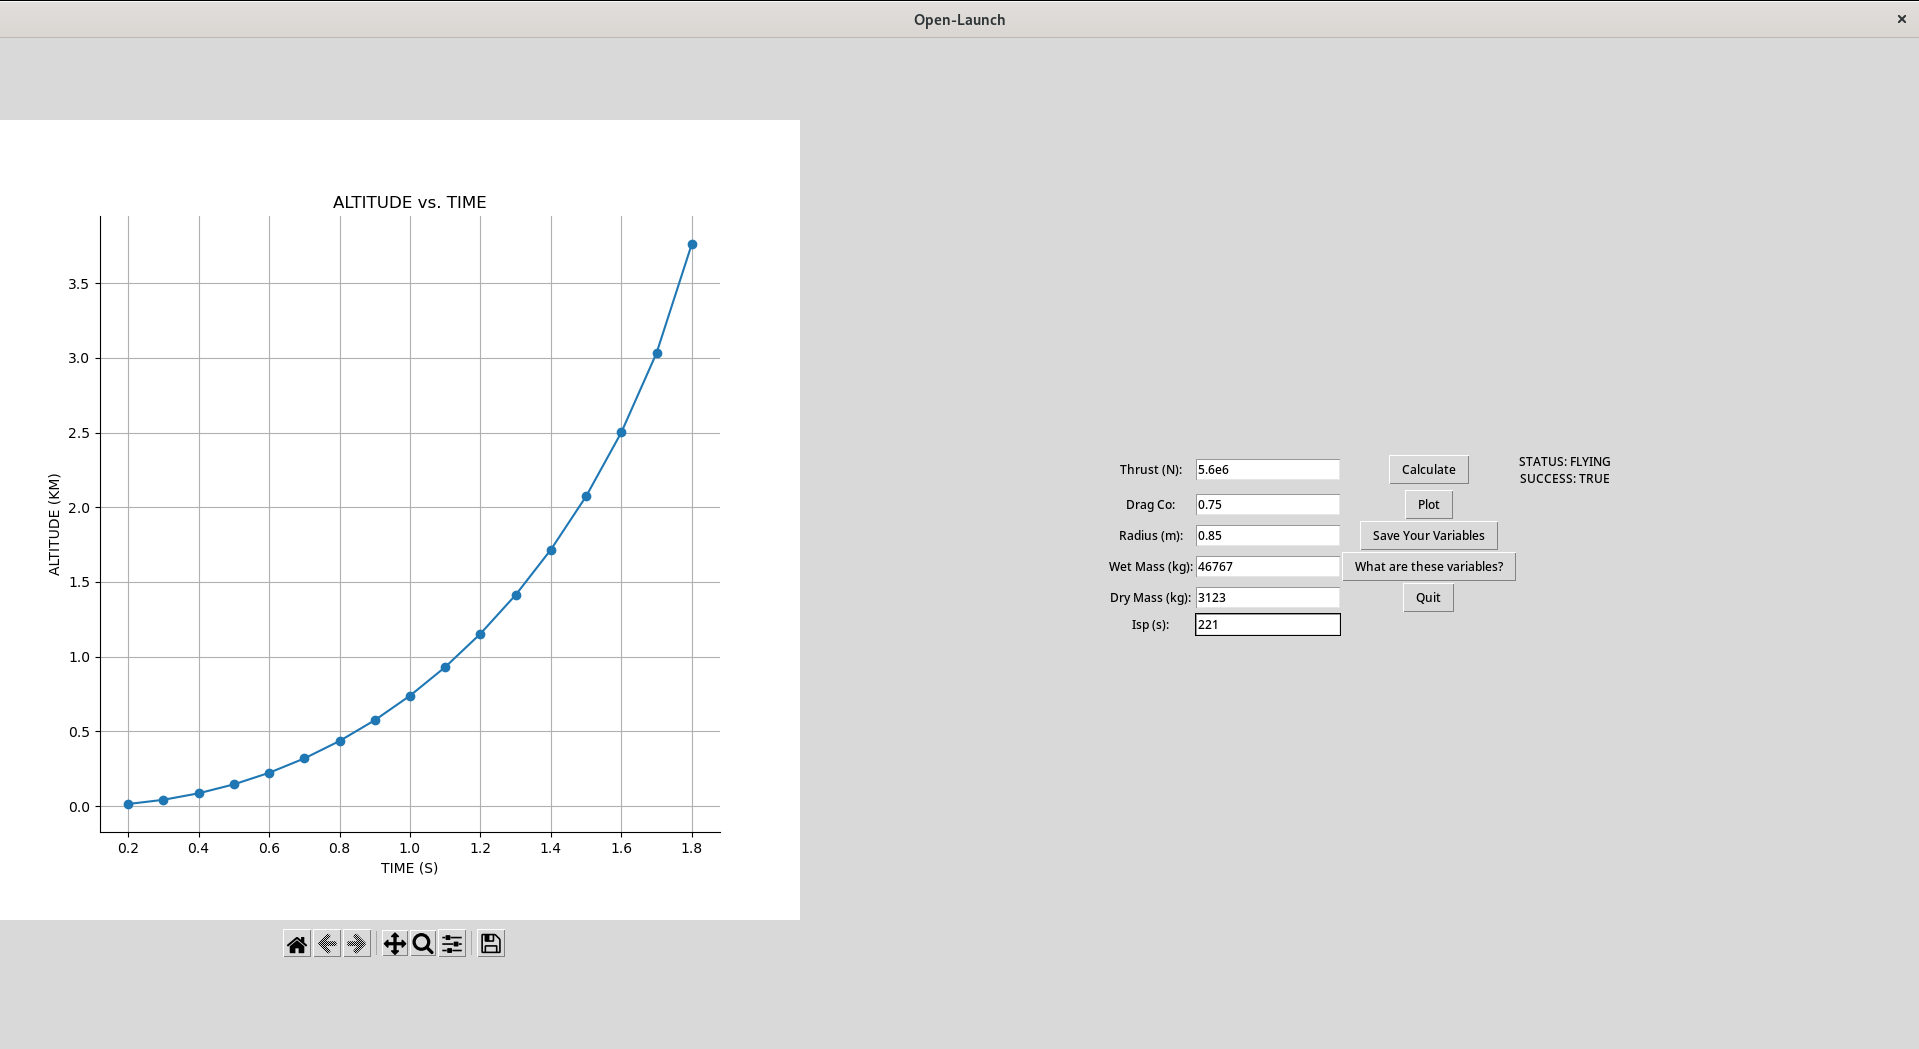 Open-Launch
ALTITUDE vs. TIME
ALTITUDE (KM)
3.5
3.0
2.5
2.0
1.5
1.0
0.5
0.0
0.2 0.4 0.6 0.8 1.0 1.2 1.4 1.6 1.8
TIME (S)
Thrust (N): 5.6e6 Calculate
STATUS: FLYING
SUCCESS: TRUE
Drag Co: 0.75 Plot
Radius (m): 0.85 Save Your Variables
Wet Mass (kg): 46767 What are these variables?
Dry Mass (kg): 3123 Quit
Isp (s): 221